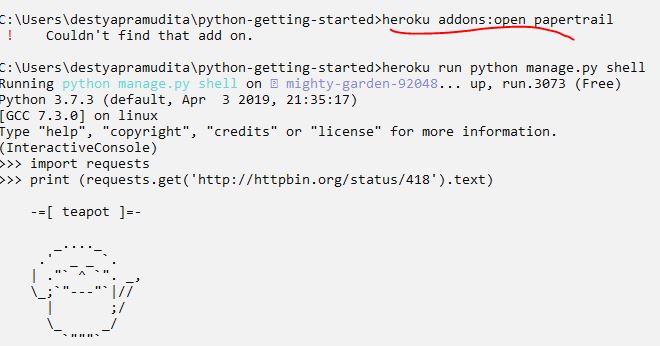 C:\Users\destyapramudita\python-getting-started>heroku addons:open papertrail
 !    Couldn't find that add on.

C:\Users\destyapramudita\python-getting-started>heroku run python manage.py shell
Running python manage.py shell on ⬢ mighty-garden-92048... up, run.3073 (Free)
Python 3.7.3 (default, Apr  3 2019, 21:35:17)
[GCC 7.3.0] on linux
Type "help", "copyright", "credits" or "license" for more information.
(InteractiveConsole)
>>> import requests
>>> print (requests.get('http://httpbin.org/status/418').text)

    -=[ teapot ]=-

       _...._
     .'  _ _ `.
    | ."` ^ `". _,
    \_;`"---"`|//
      |       ;/
      \_     _/
        `"""`